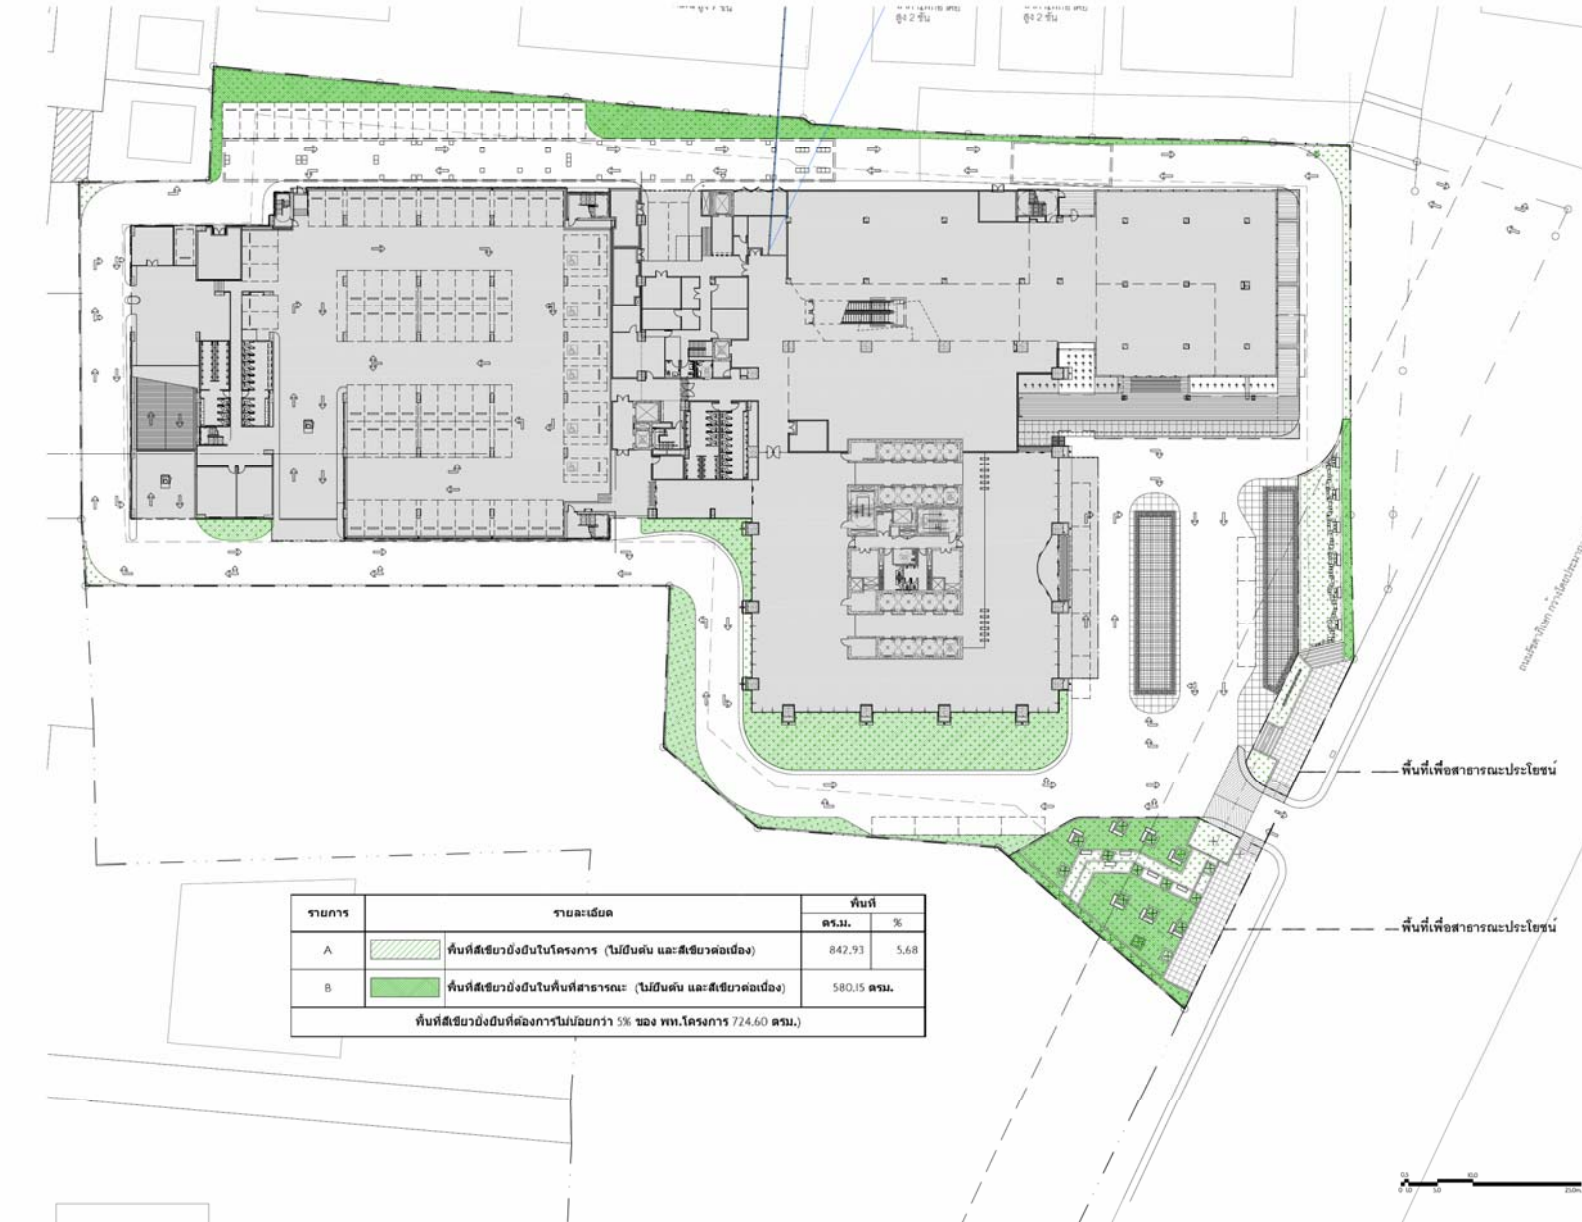 สูง 2 ชั้น
สูง 2 ชั้น
พื้นที่เพื่อสาธารณะประโยชน์
รายการ
รายละเอียด
พื้นที่
ตร.ม.
%
A
พื้นที่สีเขียวยั่งยืนในโครงการ (ไม้ยืนต้น และสีเขียวต่อเนื่อง)
842.93
5.68
B
พื้นที่สีเขียวยั่งยืนในพื้นที่สาธารณะ (ไม้ยืนต้น และสีเขียวต่อเนื่อง)
580.15 ตรม.
พื้นที่สีเขียวยั่งยืนที่ต้องการไม่น้อยกว่า 5% ของ พท.โครงการ 724.60 ตรม.)
พื้นที่เพื่อสาธารณะประโยชน์